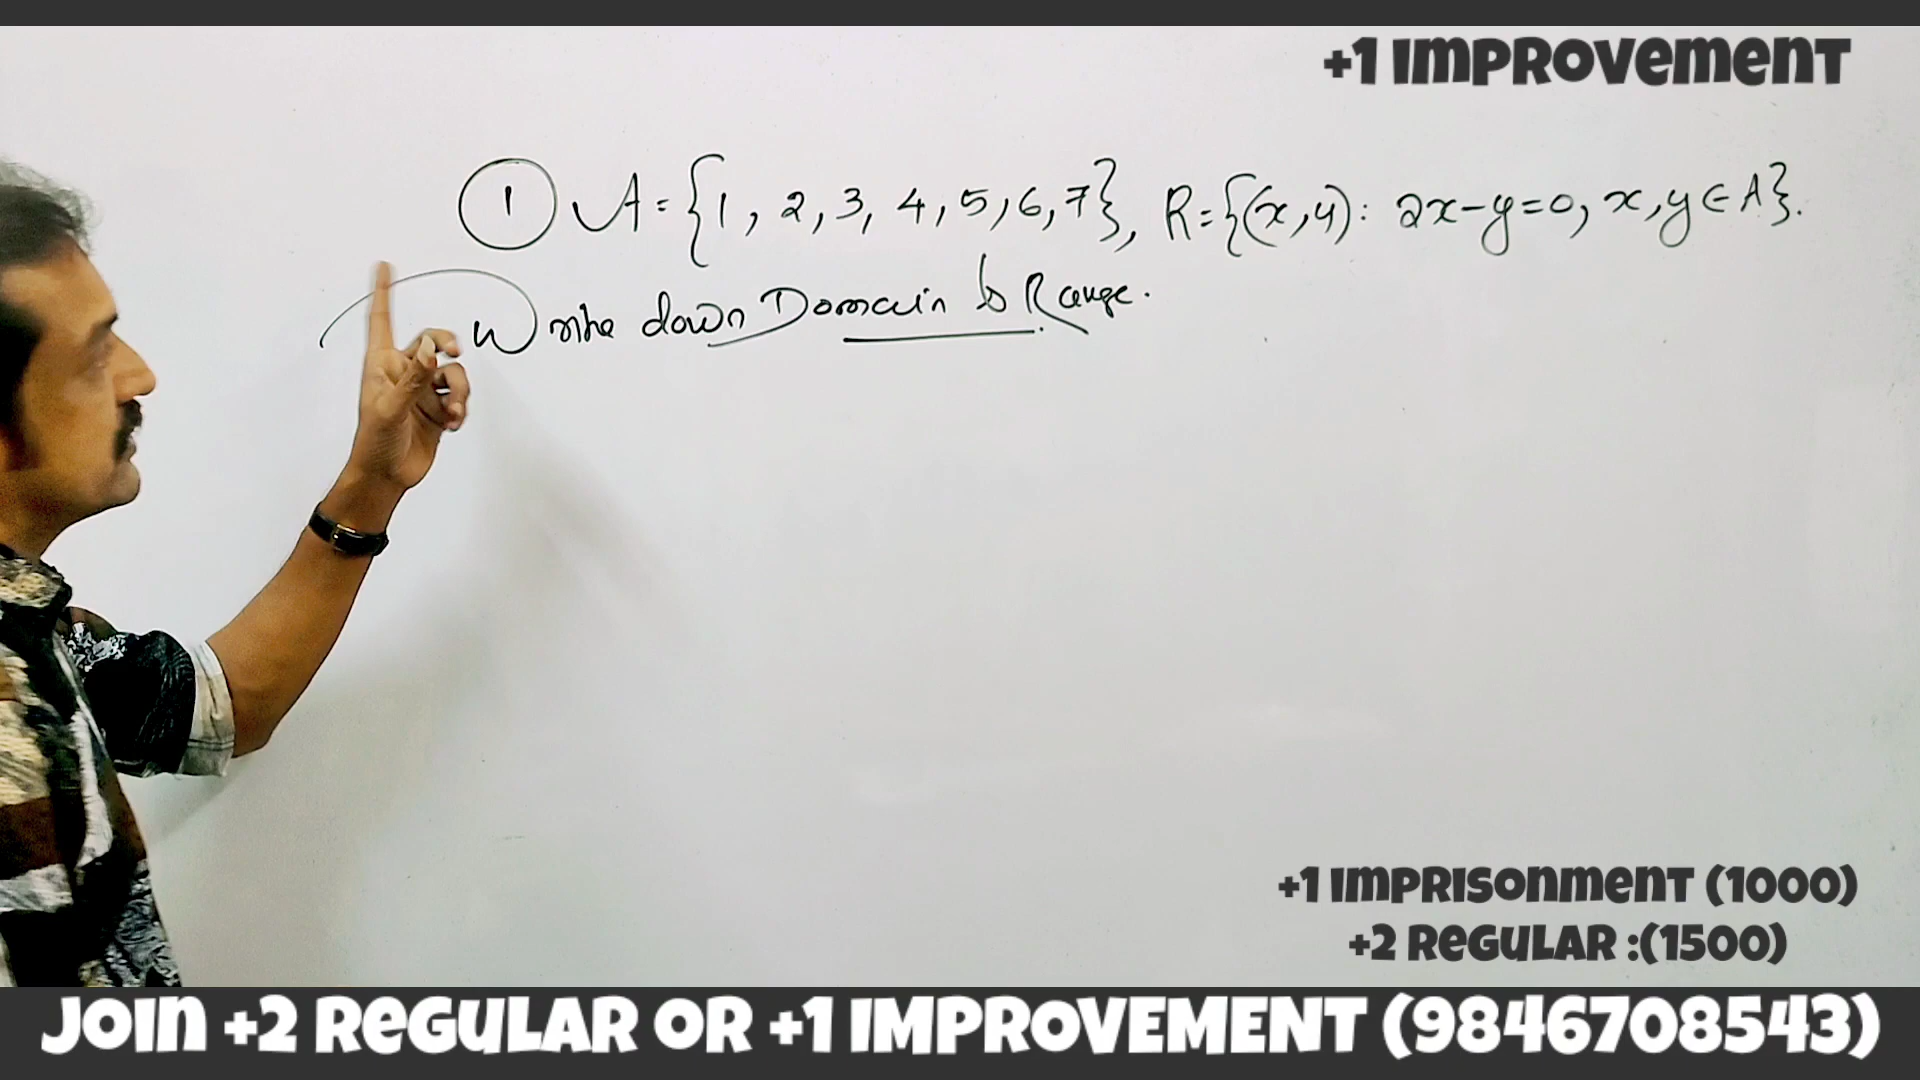 +1 IMPROVEMENT
1 A = {1, 2, 3, 4, 5, 6, 7}, R = {(x, y) : 2x - y = 0, x, y ∈ A}.
Write down Domain & Range.
+1 IMPRISONMENT (1000)
+2 REGULAR :(1500)
JOIN +2 REGULAR OR +1 IMPROVEMENT (9846708543)